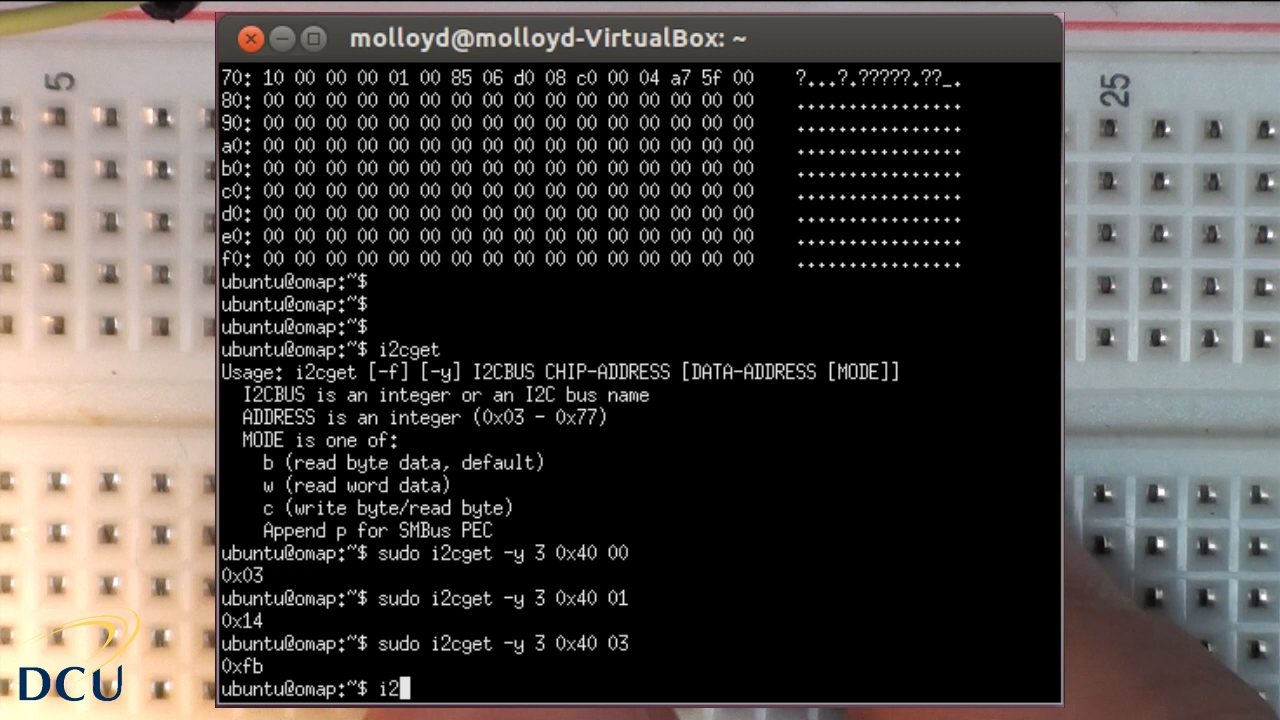 molloyd@molloyd-VirtualBox: ~
5
25
70: 10 00 00 00 01 00 85 06 d0 08 c0 00 04 a7 5f 00 ?...?.?????.??_.
80: 00 00 00 00 00 00 00 00 00 00 00 00 00 00 00 00 ................
90: 00 00 00 00 00 00 00 00 00 00 00 00 00 00 00 00 ................
a0: 00 00 00 00 00 00 00 00 00 00 00 00 00 00 00 00 ................
b0: 00 00 00 00 00 00 00 00 00 00 00 00 00 00 00 00 ................
c0: 00 00 00 00 00 00 00 00 00 00 00 00 00 00 00 00 ................
d0: 00 00 00 00 00 00 00 00 00 00 00 00 00 00 00 00 ................
e0: 00 00 00 00 00 00 00 00 00 00 00 00 00 00 00 00 ................
f0: 00 00 00 00 00 00 00 00 00 00 00 00 00 00 00 00 ................
ubuntu@omap:~$
ubuntu@omap:~$
ubuntu@omap:~$
ubuntu@omap:~$ i2cget
Usage: i2cget [-f] [-y] I2CBUS CHIP-ADDRESS [DATA-ADDRESS [MODE]]
I2CBUS is an integer or an I2C bus name
ADDRESS is an integer (0x03 - 0x77)
MODE is one of:
b (read byte data, default)
w (read word data)
c (write byte/read byte)
Append p for SMBus PEC
ubuntu@omap:~$ sudo i2cget -y 3 0x40 00
0x03
ubuntu@omap:~$ sudo i2cget -y 3 0x40 01
0x14
ubuntu@omap:~$ sudo i2cget -y 3 0x40 03
0xfb
ubuntu@omap:~$ i2
DCU